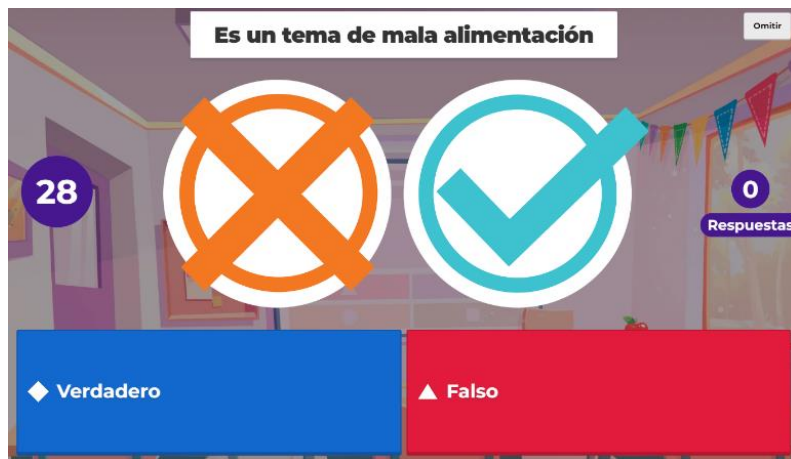 Es un tema de mala alimentación
Omitir
28
0
Respuestas
Verdadero
Falso